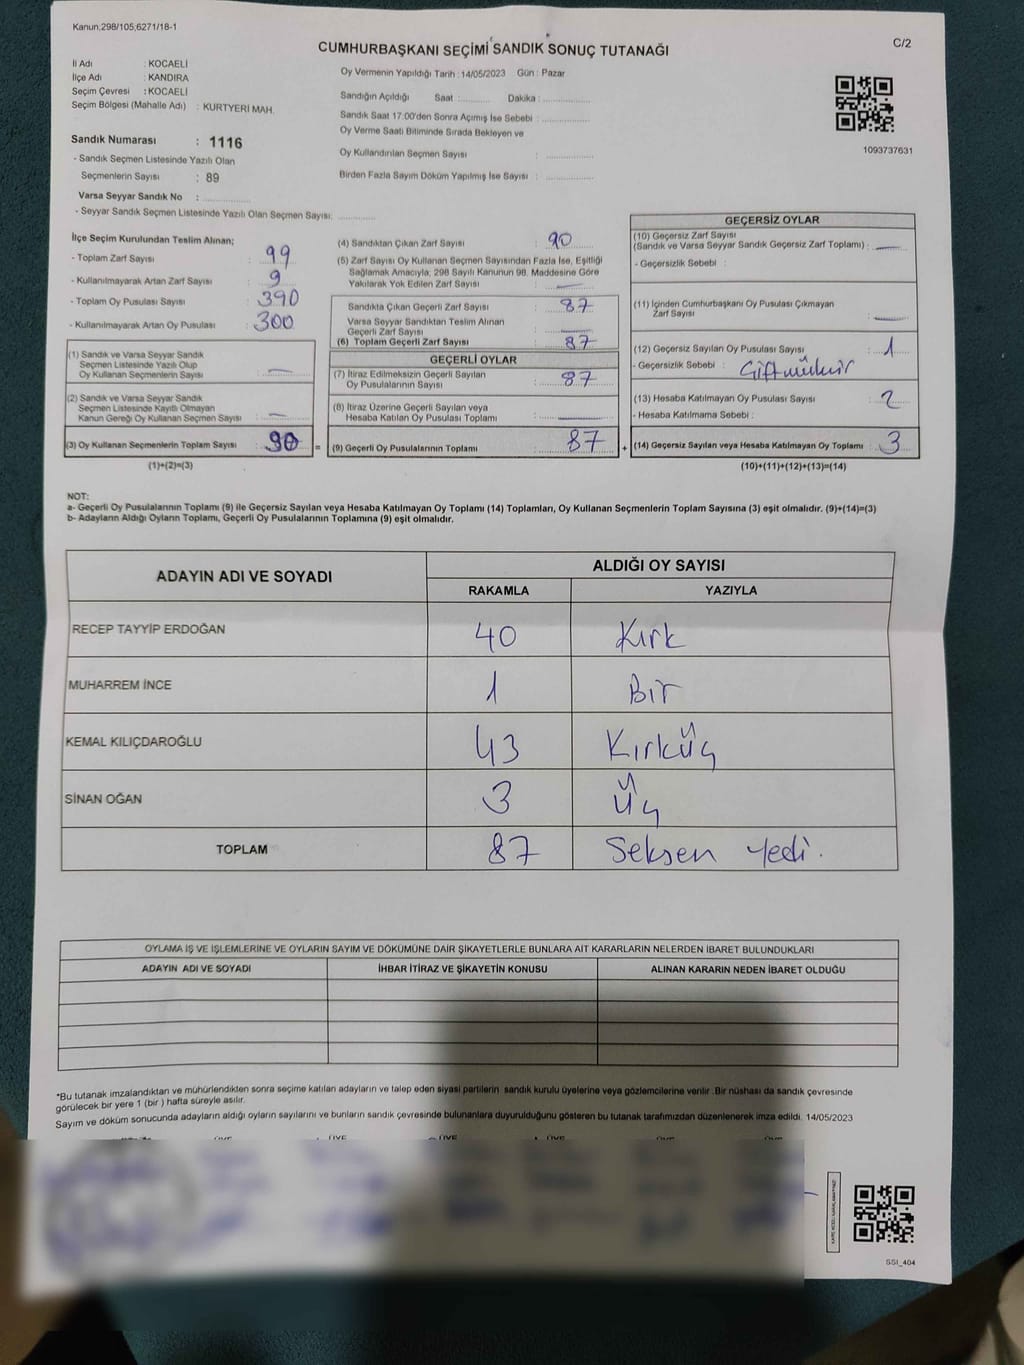 Kanun,298/105,6271/18-1
C/2
CUMHURBAŞKANI SEÇİMİ SANDIK SONUÇ TUTANAĞI
İl Adı : KOCAELİ
İlçe Adı : KANDIRA
Seçim Çevresi : KOCAELİ
Seçim Bölgesi (Mahalle Adı) : KURTYERİ MAH.
Sandık Numarası : 1116
- Sandık Seçmen Listesinde Yazılı Olan
Seçmenlerin Sayısı : 89
Varsa Seyyar Sandık No :
- Seyyar Sandık Seçmen Listesinde Yazılı Olan Seçmen Sayısı:
Oy Vermenin Yapıldığı Tarih : 14/05/2023 Gün : Pazar
Sandığın Açıldığı Saat : Dakika :
Sandık Saat 17:00'den Sonra Açmış İse Sebebi :
Oy Verme Saati Bitiminde Sırada Bekleyen ve
Oy Kullandırılan Seçmen Sayısı :
Birden Fazla Sayım Döküm Yapılmış İse Sayısı :
1093737631
İlçe Seçim Kurulundan Teslim Alınan;
- Toplam Zarf Sayısı : 99
- Kullanılmayarak Artan Zarf Sayısı : 9
- Toplam Oy Pusulası Sayısı : 390
- Kullanılmayarak Artan Oy Pusulası : 300
(1) Sandık ve Varsa Seyyar Sandık
Seçmen Listesinde Yazılı Olup
Oy Kullanan Seçmenlerin Sayısı : —
(2) Sandık ve Varsa Seyyar Sandık
Seçmen Listesinde Kayıtlı Olmayan
Kanun Gereği Oy Kullanan Seçmen Sayısı : —
(3) Oy Kullanan Seçmenlerin Toplam Sayısı : 90 =
(1)+(2)=(3)
(4) Sandıktan Çıkan Zarf Sayısı : 90
(5) Zarf Sayısı Oy Kullanan Seçmen Sayısından Fazla İse, Eşitliği
Sağlamak Amacıyla; 298 Sayılı Kanunun 98. Maddesine Göre
Yakılarak Yok Edilen Zarf Sayısı : —
Sandıkta Çıkan Geçerli Zarf Sayısı : 87
Varsa Seyyar Sandıktan Teslim Alınan
Geçerli Zarf Sayısı : —
(6) Toplam Geçerli Zarf Sayısı : 87
GEÇERLİ OYLAR
(7) İtiraz Edilmeksizin Geçerli Sayılan
Oy Pusulalarının Sayısı : 87
(8) İtiraz Üzerine Geçerli Sayılan veya
Hesaba Katılan Oy Pusulası Toplamı : —
(9) Geçerli Oy Pusulalarının Toplamı : 87 +
GEÇERSİZ OYLAR
(10) Geçersiz Zarf Sayısı
(Sandık ve Varsa Seyyar Sandık Geçersiz Zarf Toplamı) : —
- Geçersizlik Sebebi :
(11) İçinden Cumhurbaşkanı Oy Pusulası Çıkmayan
Zarf Sayısı : —
(12) Geçersiz Sayılan Oy Pusulası Sayısı : 1
- Geçersizlik Sebebi : Çiftmühür
(13) Hesaba Katılmayan Oy Pusulası Sayısı : 2
- Hesaba Katılmama Sebebi :
(14) Geçersiz Sayılan veya Hesaba Katılmayan Oy Toplamı : 3
(10)+(11)+(12)+(13)=(14)
NOT:
a- Geçerli Oy Pusulalarının Toplamı (9) ile Geçersiz Sayılan veya Hesaba Katılmayan Oy Toplamı (14) Toplamları, Oy Kullanan Seçmenlerin Toplam Sayısına (3) eşit olmalıdır. (9)+(14)=(3)
b- Adayların Aldığı Oyların Toplamı, Geçerli Oy Pusulalarının Toplamına (9) eşit olmalıdır.
ADAYIN ADI VE SOYADI
ALDIĞI OY SAYISI
RAKAMLA YAZIYLA
RECEP TAYYİP ERDOĞAN 40 Kırk
MUHARREM İNCE 1 Bir
KEMAL KILIÇDAROĞLU 43 Kırküç
SİNAN OĞAN 3 Üç
TOPLAM 87 Seksen Yedi.
OYLAMA İŞ VE İŞLEMLERİNE VE OYLARIN SAYIM VE DÖKÜMÜNE DAİR ŞİKAYETLERLE BUNLARA AİT KARARLARIN NELERDEN İBARET BULUNDUKLARI
ADAYIN ADI VE SOYADI İHBAR İTİRAZ VE ŞİKAYETİN KONUSU ALINAN KARARIN NEDEN İBARET OLDUĞU
*Bu tutanak imzalandıktan ve mühürlendikten sonra seçime katılan adayların ve talep eden siyasi partilerin sandık kurulu üyelerine veya gözlemcilerine verilir. Bir nüshası da sandık çevresinde
görülecek bir yere 1 (bir ) hafta süreyle asılır.
Sayım ve döküm sonucunda adayların aldığı oyların sayılarını ve bunların sandık çevresinde bulunanlara duyurulduğunu gösteren bu tutanak tarafımızdan düzenlenerek imza edildi. 14/05/2023
ÜYE ÜYE ÜYE ÜYE ÜYE ÜYE
SSI_404